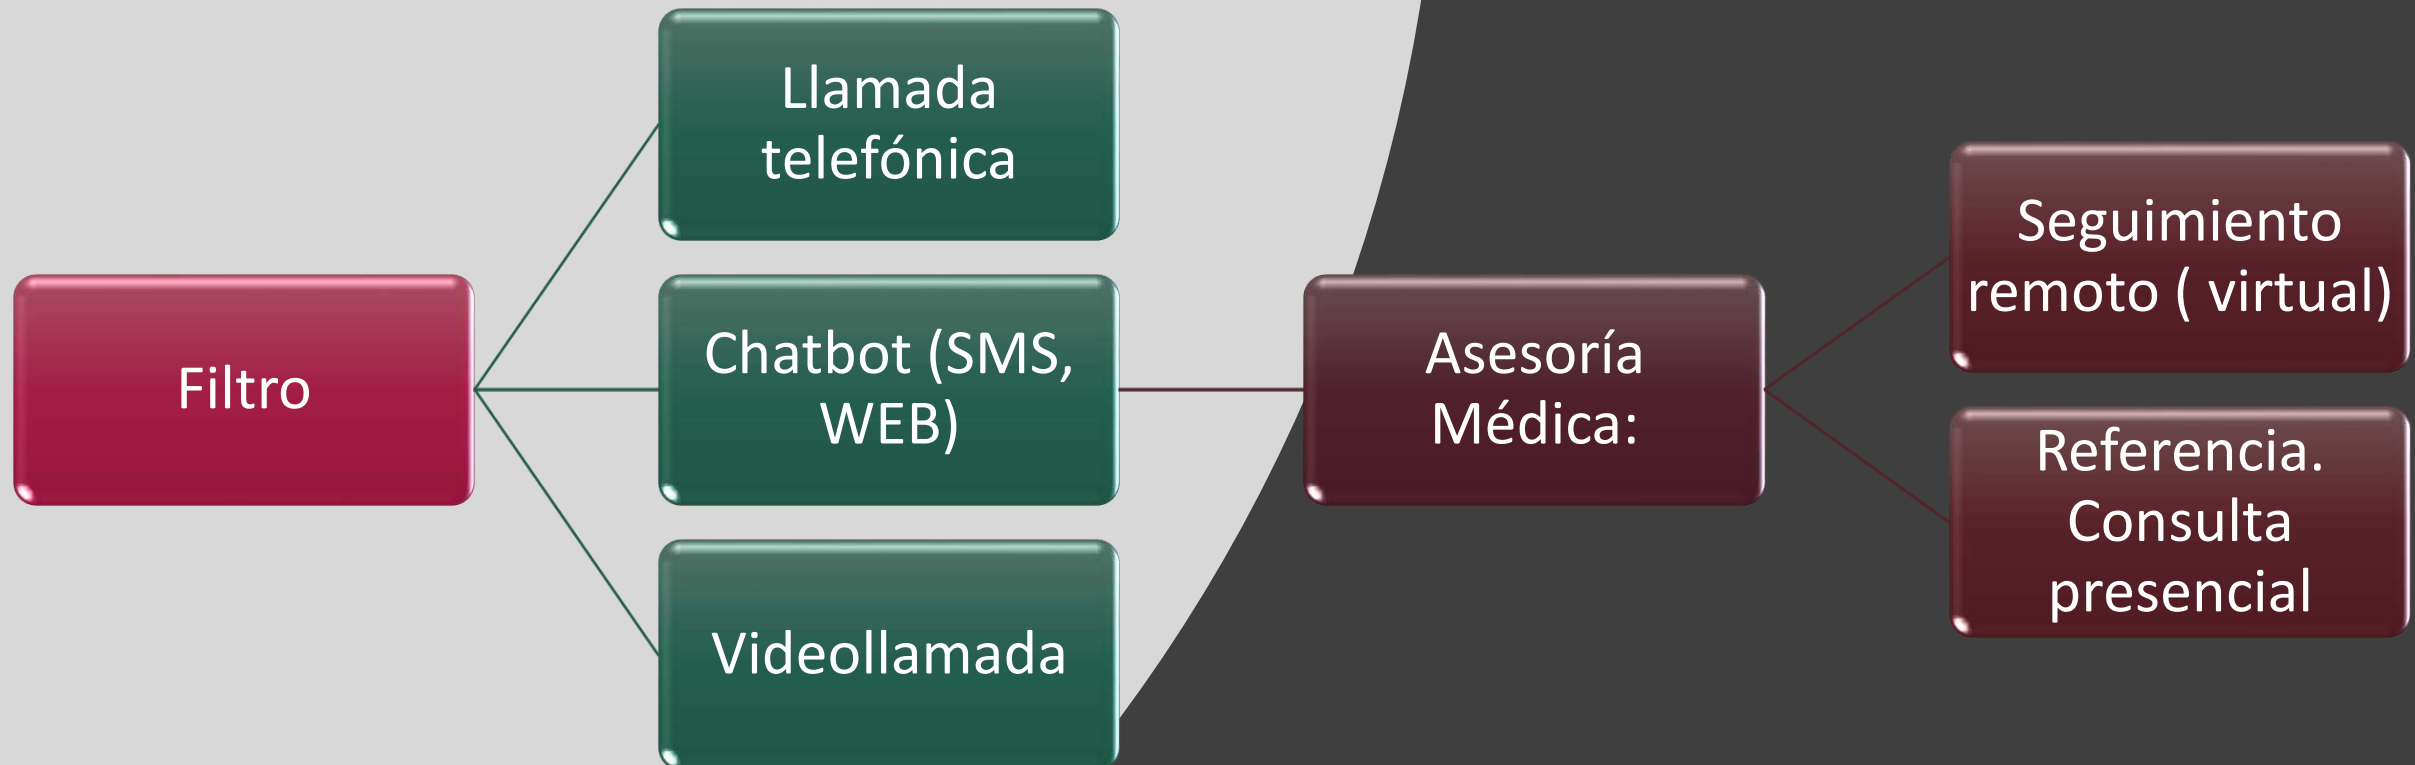 Llamada
telefónica
Filtro
Chatbot (SMS,
WEB)
Videollamada
Asesoría
Médica:
Seguimiento
remoto ( virtual)
Referencia.
Consulta
presencial